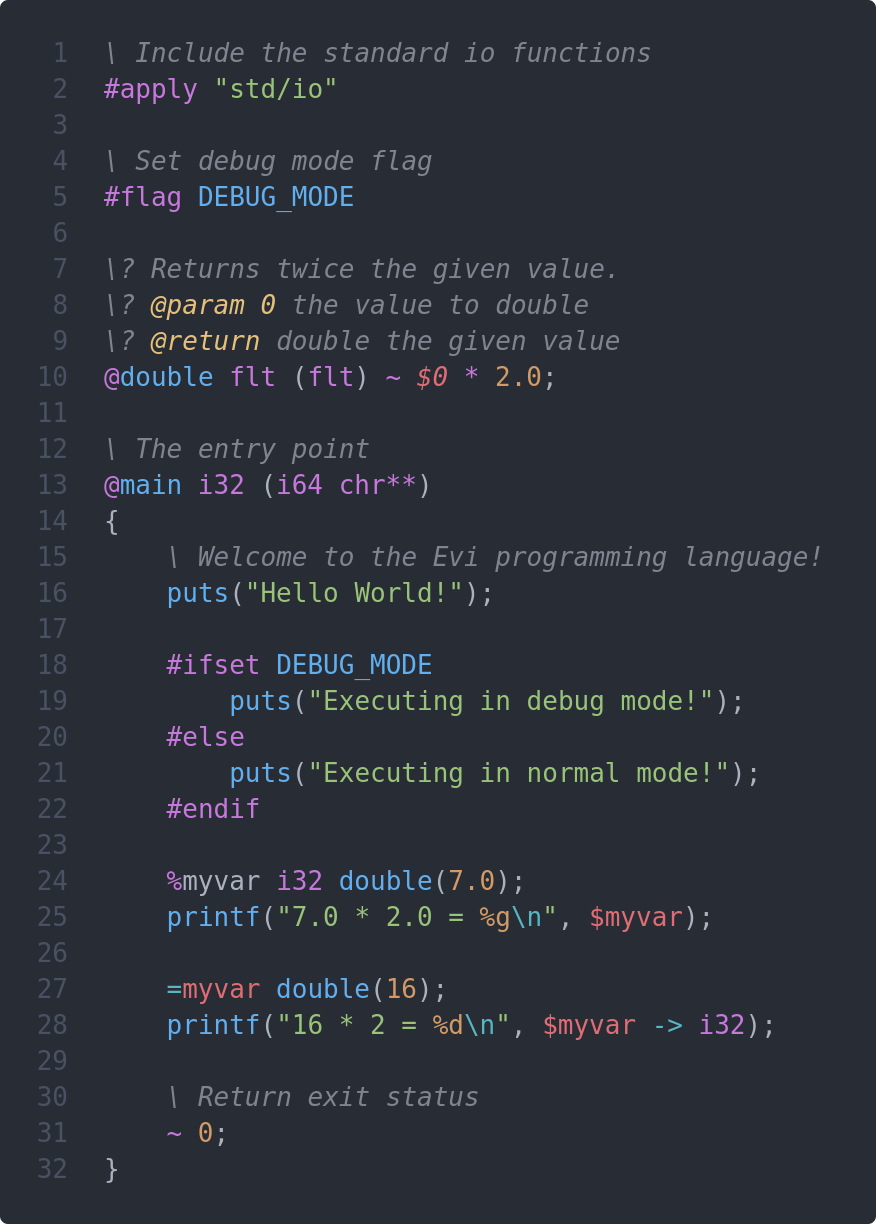 1 \ Include the standard io functions
2 #apply "std/io"
3
4 \ Set debug mode flag
5 #flag DEBUG_MODE
6
7 \? Returns twice the given value.
8 \? @param 0 the value to double
9 \? @return double the given value
10 @double flt (flt) ~ $0 * 2.0;
11
12 \ The entry point
13 @main i32 (i64 chr**)
14 {
15     \ Welcome to the Evi programming language!
16     puts("Hello World!");
17
18     #ifset DEBUG_MODE
19         puts("Executing in debug mode!");
20     #else
21         puts("Executing in normal mode!");
22     #endif
23
24     %myvar i32 double(7.0);
25     printf("7.0 * 2.0 = %g\n", $myvar);
26
27     =myvar double(16);
28     printf("16 * 2 = %d\n", $myvar -> i32);
29
30     \ Return exit status
31     ~ 0;
32 }